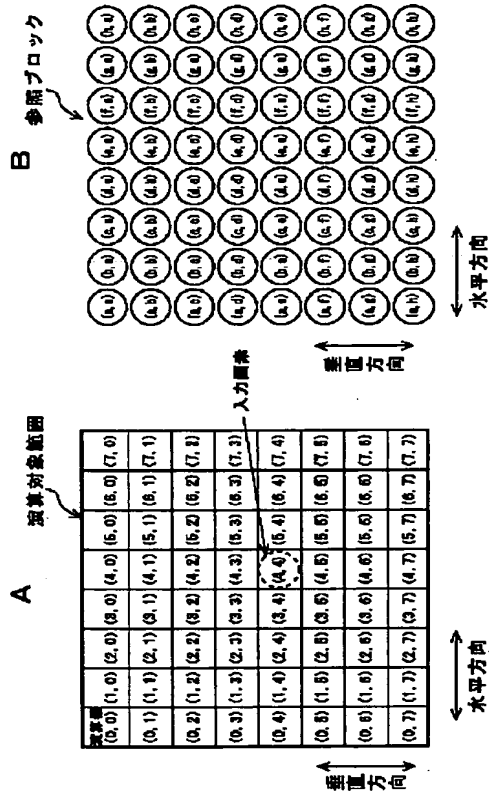 A
演算対象範囲
演算値
(0, 0) (1, 0) (2, 0) (3, 0) (4, 0) (5, 0) (6, 0) (7, 0)
(0, 1) (1, 1) (2, 1) (3, 1) (4, 1) (5, 1) (6, 1) (7, 1)
(0, 2) (1, 2) (2, 2) (3, 2) (4, 2) (5, 2) (6, 2) (7, 2)
(0, 3) (1, 3) (2, 3) (3, 3) (4, 3) (5, 3) (6, 3) (7, 3)
(0, 4) (1, 4) (2, 4) (3, 4) (4, 4) (5, 4) (6, 4) (7, 4)
(0, 5) (1, 5) (2, 5) (3, 5) (4, 5) (5, 5) (6, 5) (7, 5)
(0, 6) (1, 6) (2, 6) (3, 6) (4, 6) (5, 6) (6, 6) (7, 6)
(0, 7) (1, 7) (2, 7) (3, 7) (4, 7) (5, 7) (6, 7) (7, 7)
入力画素
垂直方向
水平方向
B
参照ブロック
(a, a) (b, a) (c, a) (d, a) (e, a) (f, a) (g, a) (h, a)
(a, b) (b, b) (c, b) (d, b) (e, b) (f, b) (g, b) (h, b)
(a, c) (b, c) (c, c) (d, c) (e, c) (f, c) (g, c) (h, c)
(a, d) (b, d) (c, d) (d, d) (e, d) (f, d) (g, d) (h, d)
(a, e) (b, e) (c, e) (d, e) (e, e) (f, e) (g, e) (h, e)
(a, f) (b, f) (c, f) (d, f) (e, f) (f, f) (g, f) (h, f)
(a, g) (b, g) (c, g) (d, g) (e, g) (f, g) (g, g) (h, g)
(a, h) (b, h) (c, h) (d, h) (e, h) (f, h) (g, h) (h, h)
垂直方向
水平方向